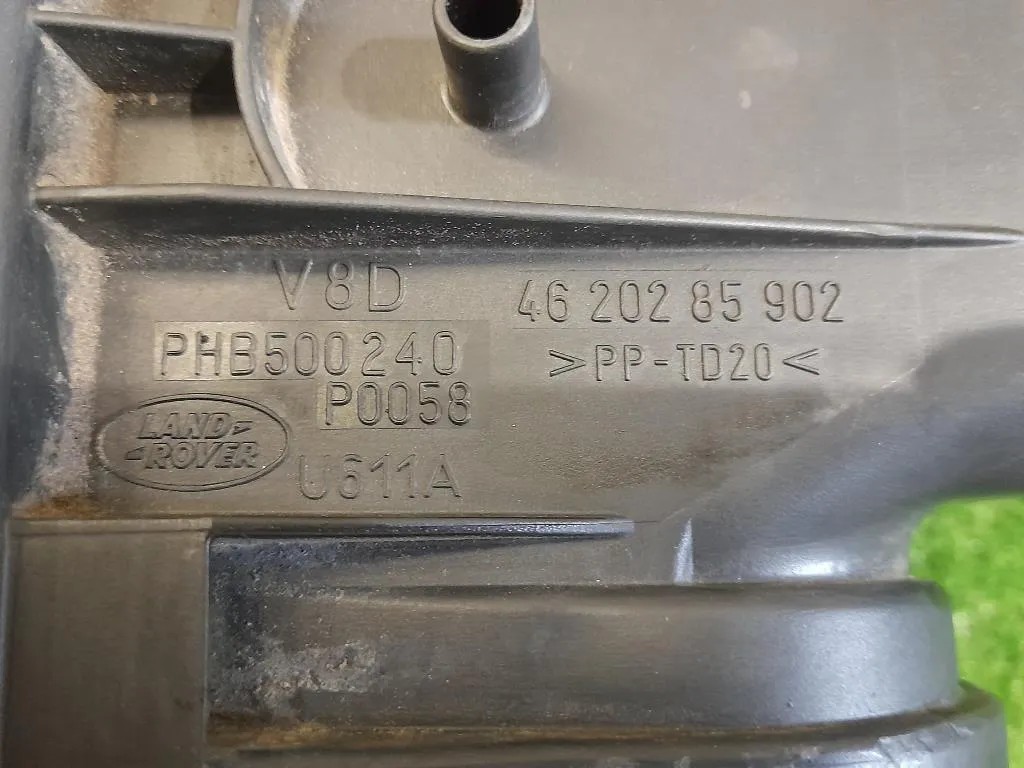 V8D
PHB500240
P0058
LAND-
-ROVER
U611A
46 202 85 902
>PP-TD20<